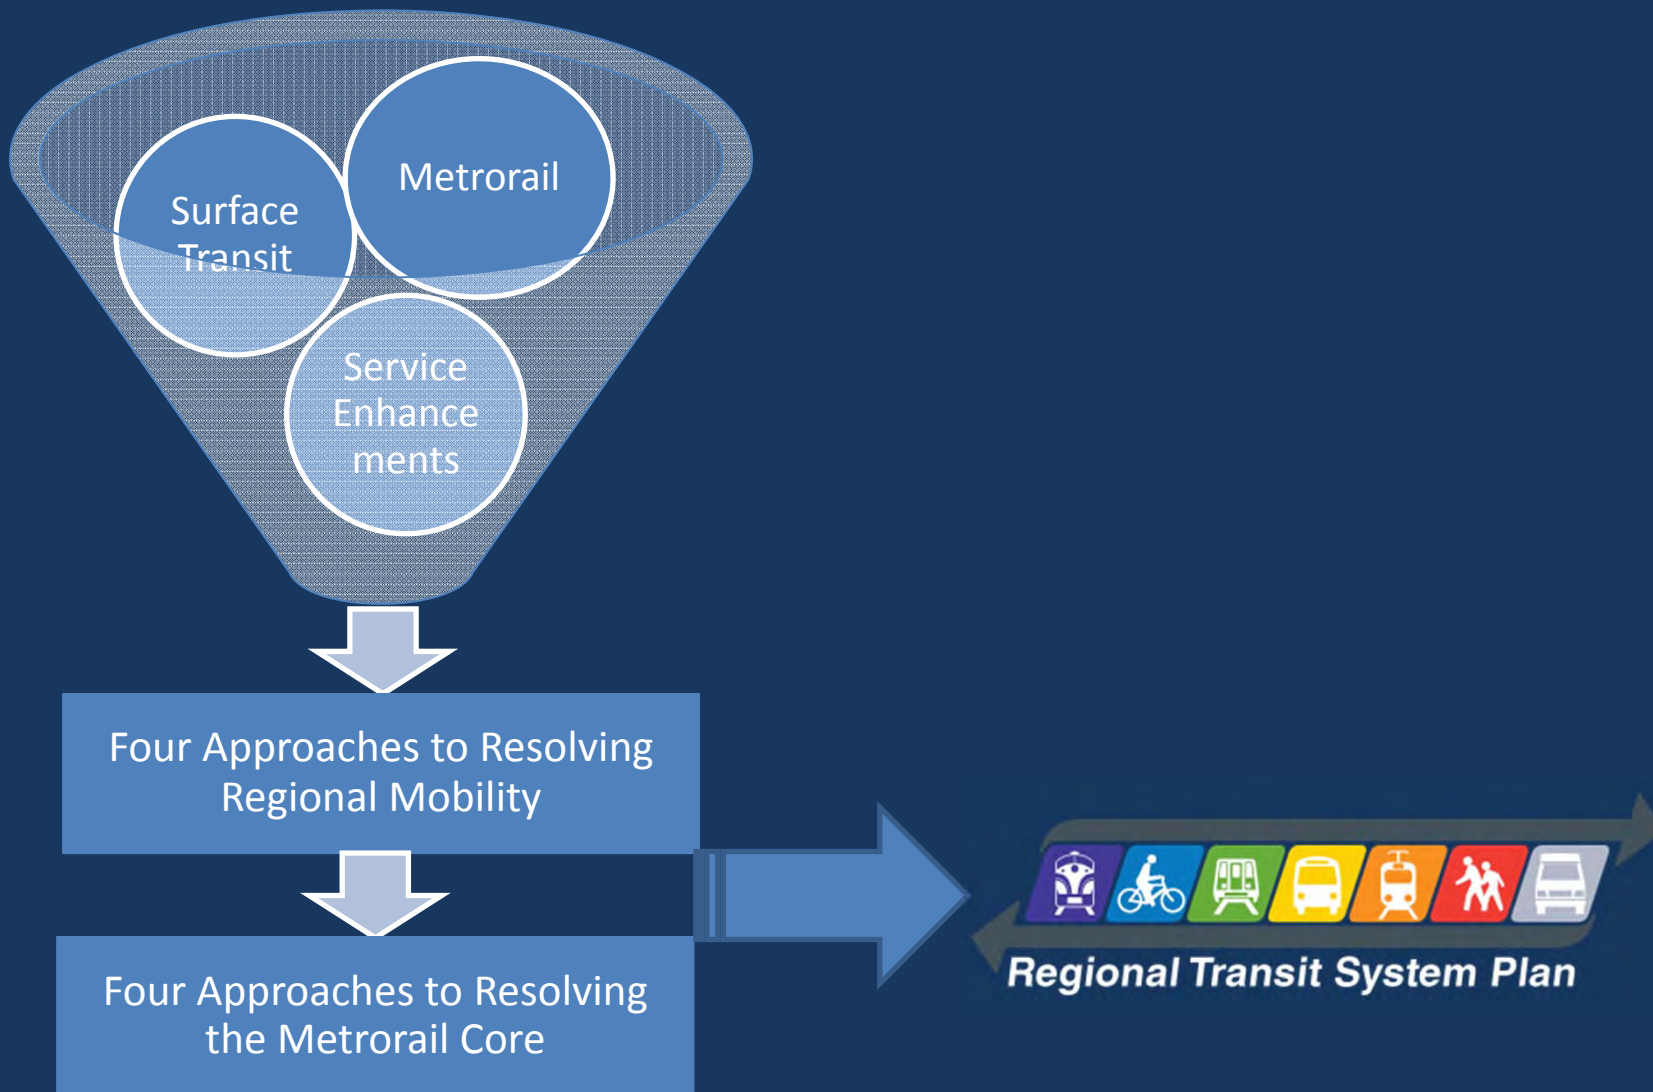 Metrorail
Surface
Transit
Service
Enhance
ments
Four Approaches to Resolving
Regional Mobility
Four Approaches to Resolving
the Metrorail Core
Regional Transit System Plan